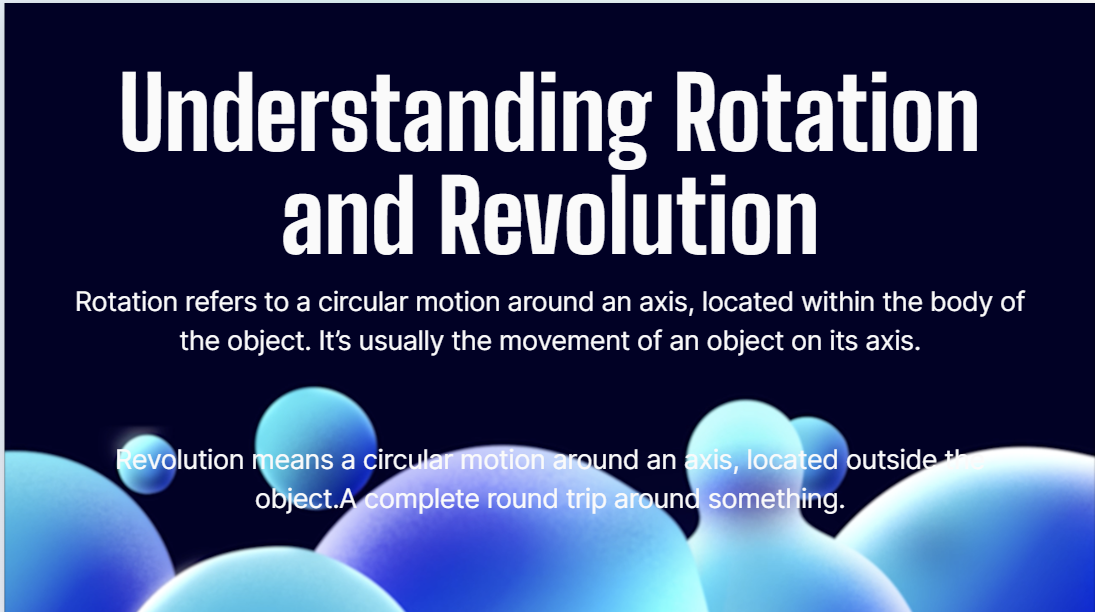 Understanding Rotation
and Revolution
Rotation refers to a circular motion around an axis, located within the body of
the object. It’s usually the movement of an object on its axis.
Revolution means a circular motion around an axis, located outside the
object.A complete round trip around something.